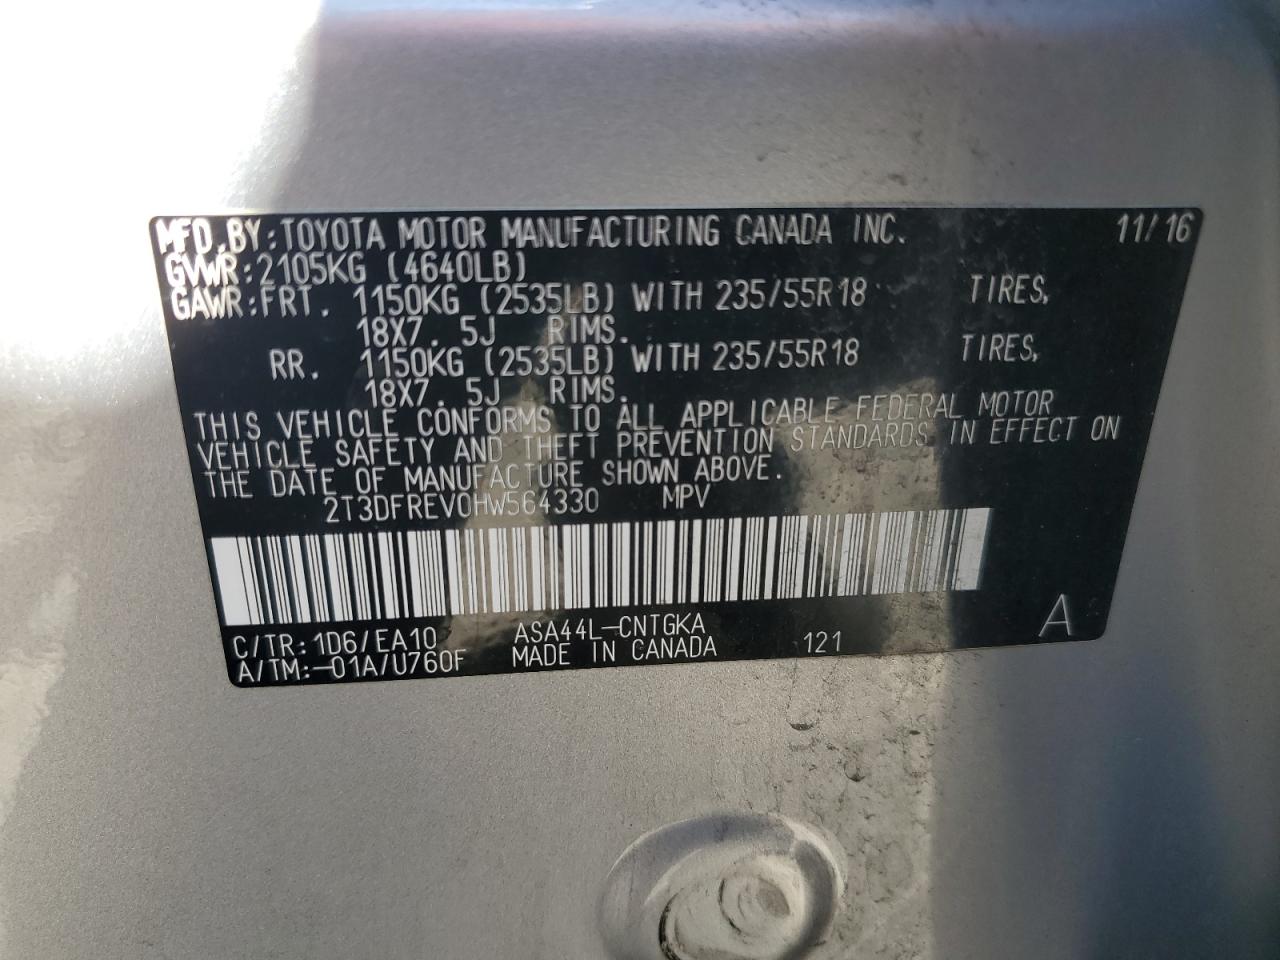 MFD.BY:TOYOTA MOTOR MANUFACTURING CANADA INC. 11/16
GVWR:2105KG (4640LB)
GAWR:FRT. 1150KG (2535LB) WITH 235/55R18 TIRES,
18X7.5J RIMS.
RR. 1150KG (2535LB) WITH 235/55R18 TIRES,
18X7.5J RIMS.
THIS VEHICLE CONFORMS TO ALL APPLICABLE FEDERAL MOTOR
VEHICLE SAFETY AND THEFT PREVENTION STANDARDS IN EFFECT ON
THE DATE OF MANUFACTURE SHOWN ABOVE.
2T3DFREV0HW564330 MPV
C/TR:1D6/EA10 ASA44L-CNTGKA
A/TM:-01A/U760F MADE IN CANADA 121 A